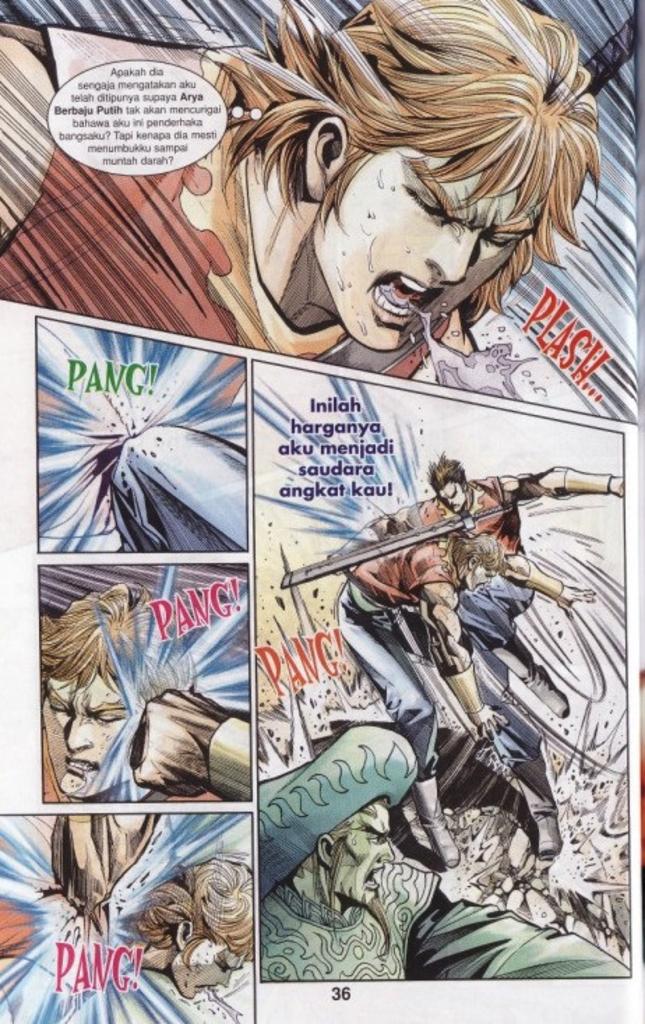 Apakah dia
sengaja mengatakan aku
telah ditipunya supaya Arya
Berbaju Putih tak akan mencurigai
bahawa aku ini penderhaka
bangsaku? Tapi kenapa dia mesti
menumbukku sampai
muntah darah?
PLASH...
PANG!
Inilah
harganya
aku menjadi
saudara
angkat kau!
PANG!
PANG!
PANG!
36